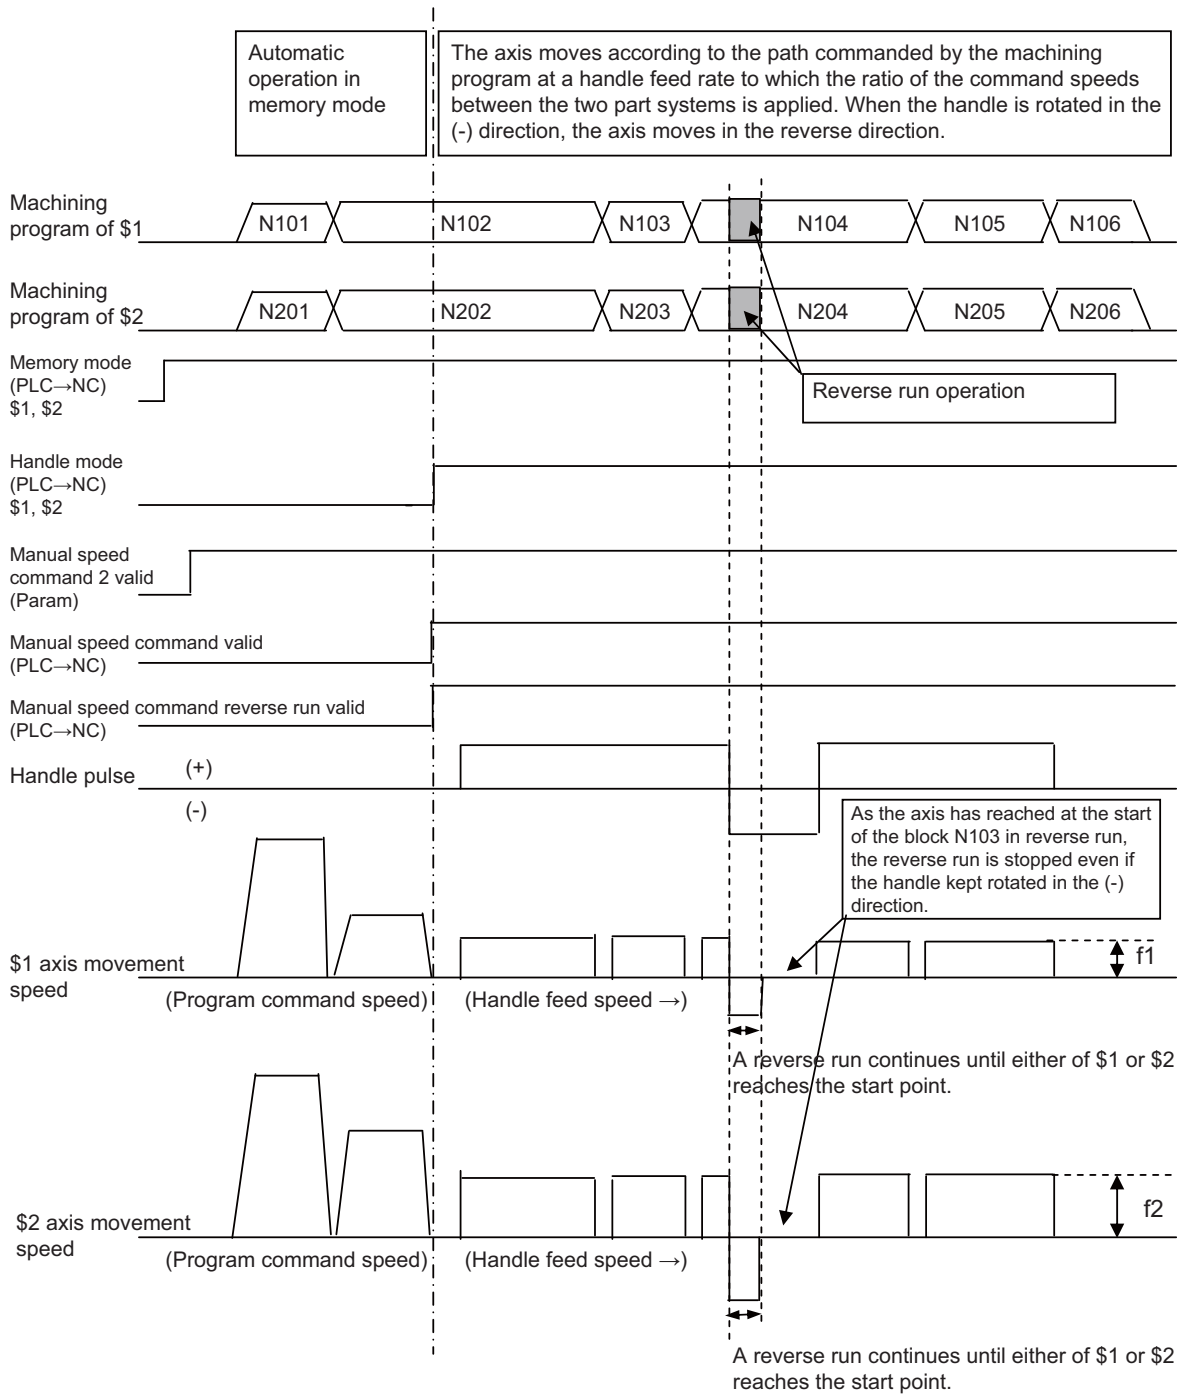 Automatic
operation in
memory mode
The axis moves according to the path commanded by the machining
program at a handle feed rate to which the ratio of the command speeds
between the two part systems is applied. When the handle is rotated in the
(-) direction, the axis moves in the reverse direction.
Machining
program of $1
N101
N102
N103
N104
N105
N106
Machining
program of $2
N201
N202
N203
N204
N205
N206
Memory mode
(PLC→NC)
$1, $2
Reverse run operation
Handle mode
(PLC→NC)
$1, $2
Manual speed
command 2 valid
(Param)
Manual speed command valid
(PLC→NC)
Manual speed command reverse run valid
(PLC→NC)
Handle pulse
(+)
(-)
As the axis has reached at the start
of the block N103 in reverse run,
the reverse run is stopped even if
the handle kept rotated in the (-)
direction.
$1 axis movement
speed
(Program command speed)
(Handle feed speed →)
f1
A reverse run continues until either of $1 or $2
reaches the start point.
$2 axis movement
speed
(Program command speed)
(Handle feed speed →)
f2
A reverse run continues until either of $1 or $2
reaches the start point.